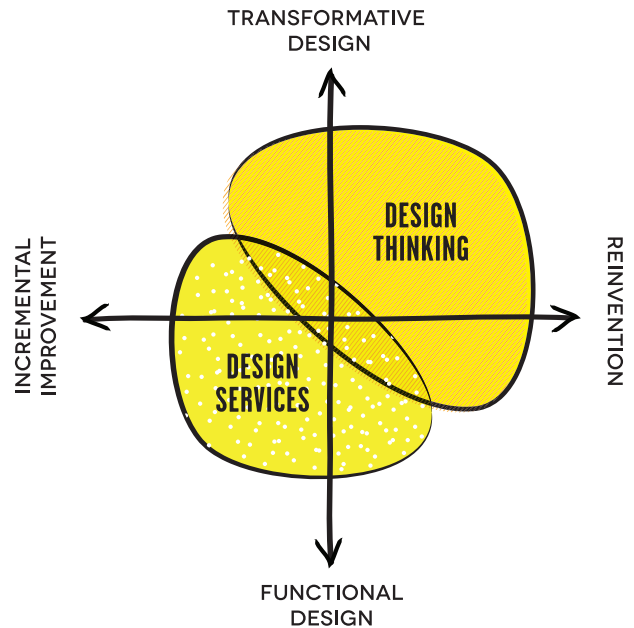 TRANSFORMATIVE
DESIGN
DESIGN
THINKING
INCREMENTAL
IMPROVEMENT
REINVENTION
DESIGN
SERVICES
FUNCTIONAL
DESIGN